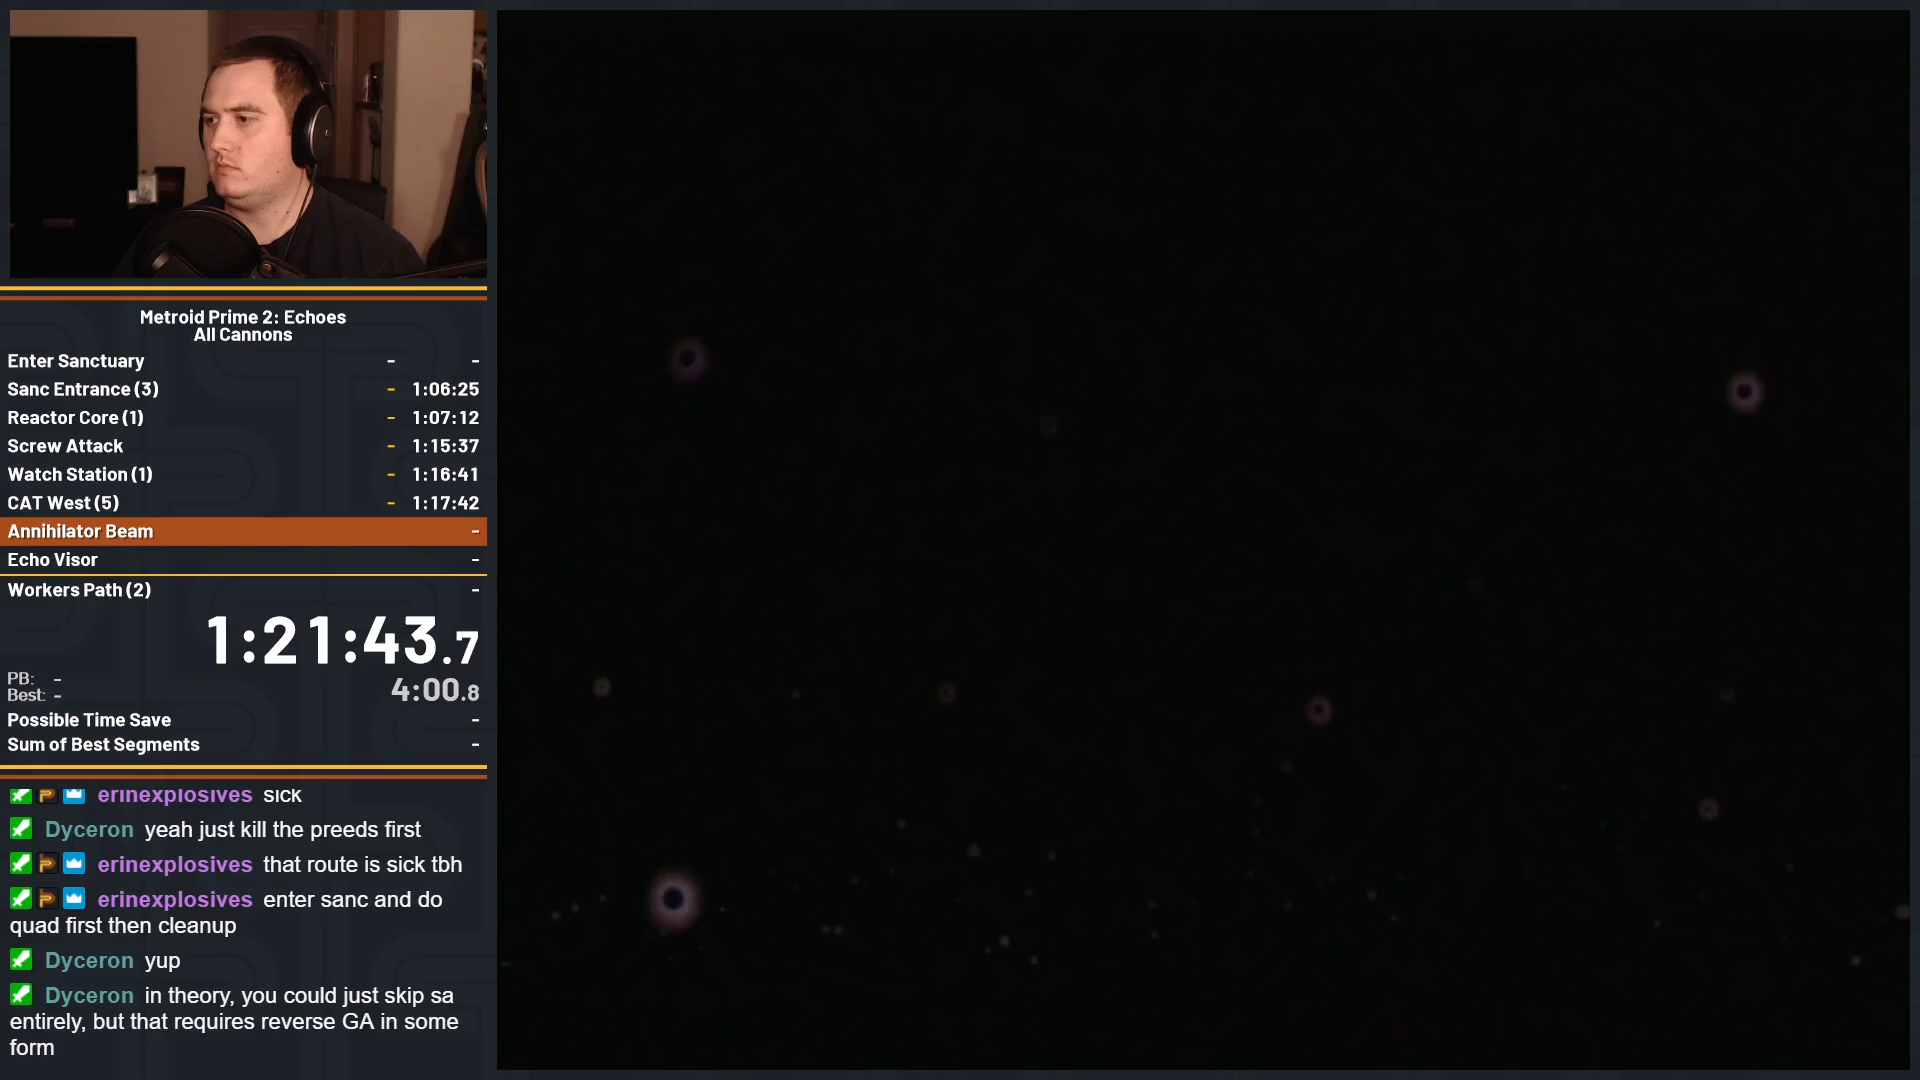 Metroid Prime 2: Echoes
All Cannons
Enter Sanctuary - -
Sanc Entrance (3) - 1:06:25
Reactor Core (1) - 1:07:12
Screw Attack - 1:15:37
Watch Station (1) - 1:16:41
CAT West (5) - 1:17:42
Annihilator Beam -
Echo Visor -
Workers Path (2) -
1:21:43.7
PB: - 4:00.8
Best: -
Possible Time Save -
Sum of Best Segments -
erinexplosives sick
Dyceron yeah just kill the preeds first
erinexplosives that route is sick tbh
erinexplosives enter sanc and do
quad first then cleanup
Dyceron yup
Dyceron in theory, you could just skip sa
entirely, but that requires reverse GA in some
form